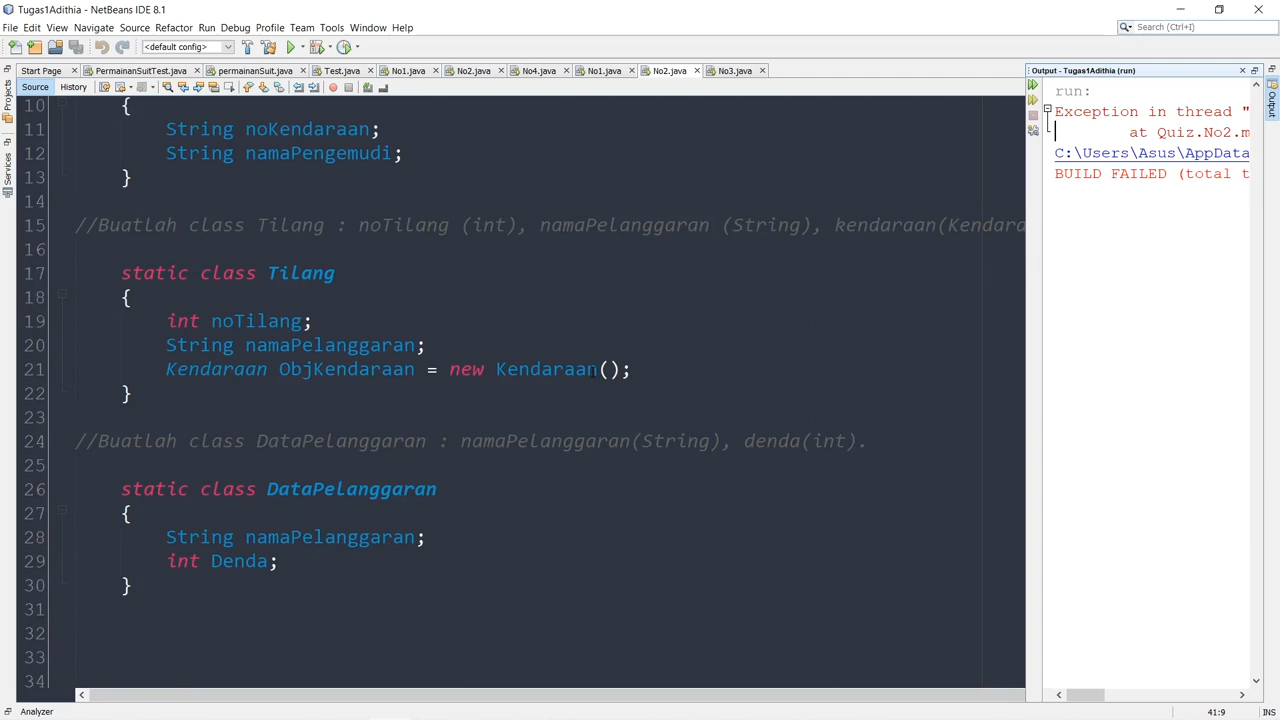 Tugas1Adithia - NetBeans IDE 8.1
File Edit View Navigate Source Refactor Run Debug Profile Team Tools Window Help
Search (Ctrl+I)
<default config>
Start Page PermainanSuitTest.java permainanSuit.java Test.java No1.java No2.java No4.java No1.java No2.java No3.java
Source History
Projects
Services
10 {
11 String noKendaraan;
12 String namaPengemudi;
13 }
14
15 //Buatlah class Tilang : noTilang (int), namaPelanggaran (String), kendaraan(Kendara
16
17 static class Tilang
18 {
19 int noTilang;
20 String namaPelanggaran;
21 Kendaraan ObjKendaraan = new Kendaraan();
22 }
23
24 //Buatlah class DataPelanggaran : namaPelanggaran(String), denda(int).
25
26 static class DataPelanggaran
27 {
28 String namaPelanggaran;
29 int Denda;
30 }
31
32
33
34
Output - Tugas1Adithia (run)
run:
Exception in thread "
at Quiz.No2.m
C:\Users\Asus\AppData
BUILD FAILED (total t
Output
Analyzer
41:9
INS